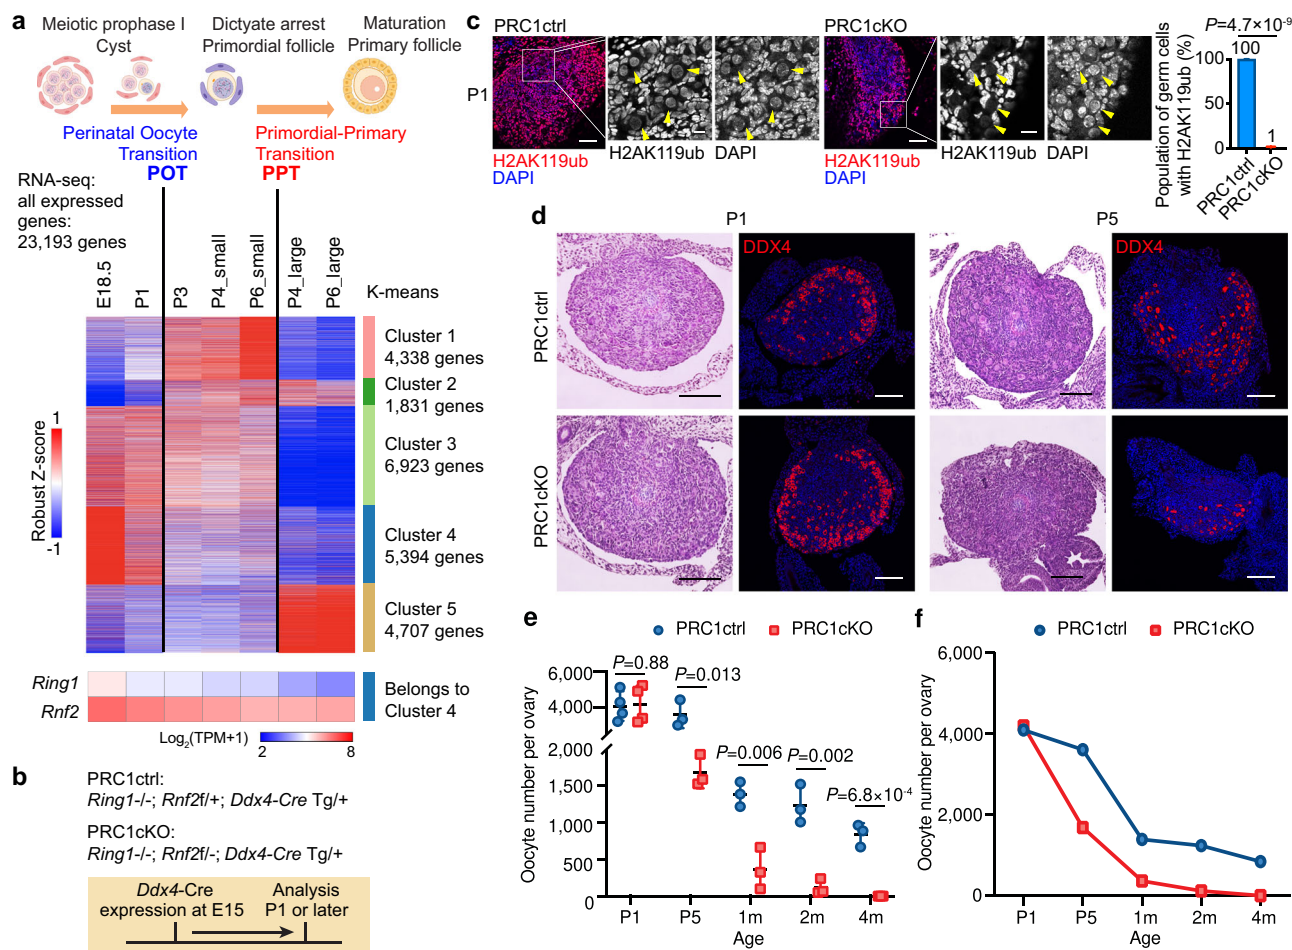 a
Meiotic prophase I
Cyst
Dictyate arrest
Primordial follicle
Maturation
Primary follicle
Perinatal Oocyte
Transition
POT
Primordial-Primary
Transition
PPT
RNA-seq:
all expressed
genes:
23,193 genes
E18.5
P1
P3
P4_small
P6_small
P4_large
P6_large
K-means
Cluster 1
4,338 genes
Cluster 2
1,831 genes
Cluster 3
6,923 genes
Cluster 4
5,394 genes
Cluster 5
4,707 genes
Robust Z-score
1
-1
Ring1
Rnf2
Belongs to
Cluster 4
Log2(TPM+1)
2
8
b
PRC1ctrl:
Ring1-/-; Rnf2f/+; Ddx4-Cre Tg/+
PRC1cKO:
Ring1-/-; Rnf2f/-; Ddx4-Cre Tg/+
Ddx4-Cre
expression at E15
Analysis
P1 or later
c
PRC1ctrl
PRC1cKO
P1
H2AK119ub
DAPI
H2AK119ub
DAPI
H2AK119ub
DAPI
H2AK119ub
DAPI
Population of germ cells
with H2AK119ub (%)
P=4.7×10-9
100
1
100
50
0
PRC1ctrl
PRC1cKO
d
P1
P5
DDX4
DDX4
PRC1ctrl
PRC1cKO
e
PRC1ctrl
PRC1cKO
Oocyte number per ovary
6,000
4,000
2,000
1,500
1,000
500
0
P=0.88
P=0.013
P=0.006
P=0.002
P=6.8×10-4
P1
P5
1m
2m
4m
Age
f
PRC1ctrl
PRC1cKO
Oocyte number per ovary
6,000
4,000
2,000
0
P1
P5
1m
2m
4m
Age